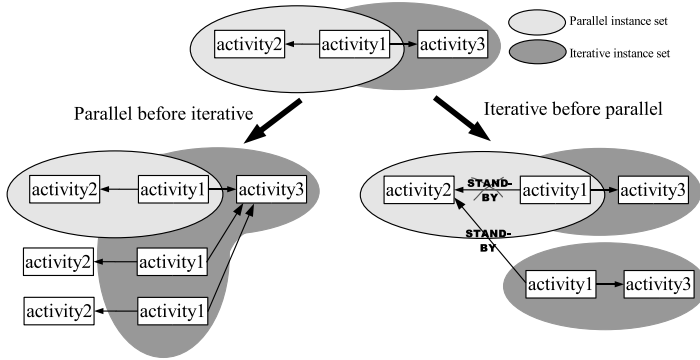 activity2 activity1 activity3
Parallel instance set
Iterative instance set
Parallel before iterative
Iterative before parallel
activity2 activity1 activity3
activity2 activity1
activity2 activity1
activity2 STAND-BY activity1 activity3
STAND-BY
activity1 activity3